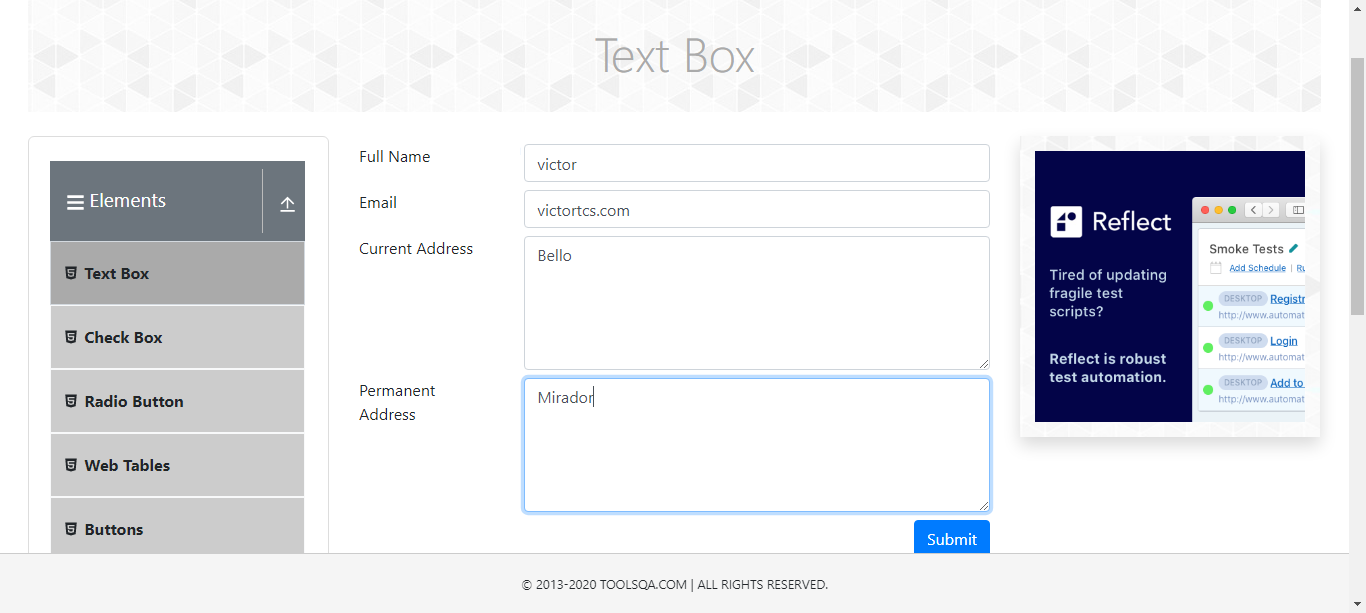 Text Box
Elements
Text Box
Check Box
Radio Button
Web Tables
Buttons
Full Name
victor
Email
victortcs.com
Current Address
Bello
Permanent
Address
Mirador
Submit
Reflect
Tired of updating
fragile test
scripts?
Reflect is robust
test automation.
Smoke Tests
Add Schedule | Ru
DESKTOP Registr
http://www.automat
DESKTOP Login
http://www.automat
DESKTOP Add to
http://www.automat
© 2013-2020 TOOLSQA.COM | ALL RIGHTS RESERVED.